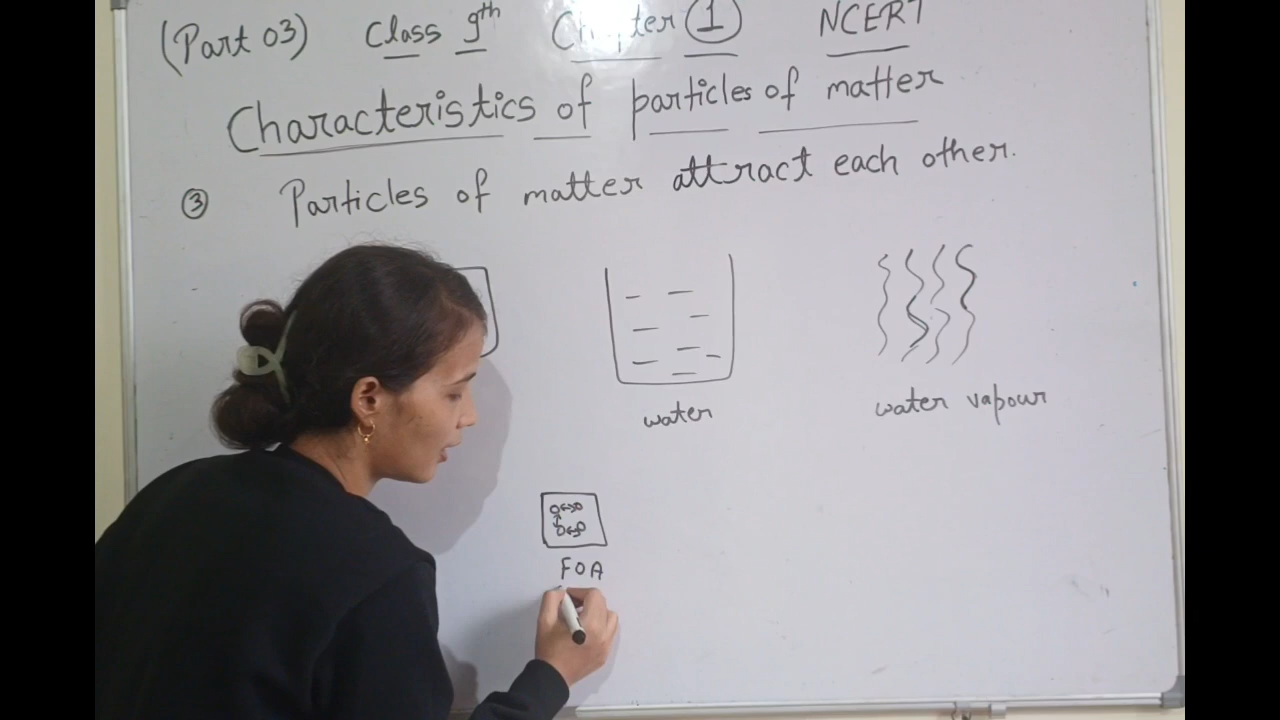 (Part 03) Class 9th Chapter 1 NCERT
Characteristics of particles of matter
3 Particles of matter attract each other.
water
water vapour
FOA